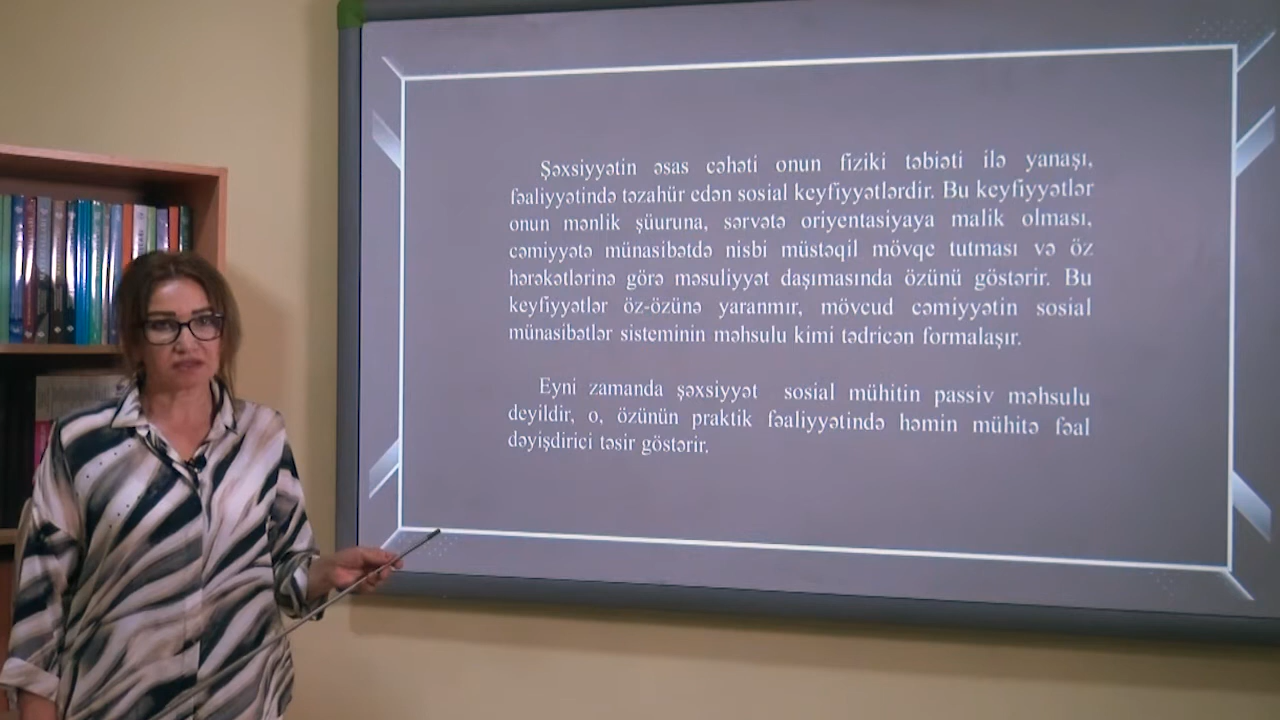 Şəxsiyyətin əsas cəhəti onun fiziki təbiəti ilə yanaşı,
fəaliyyətində təzahür edən sosial keyfiyyətlərdir. Bu keyfiyyətlər
onun mənlik şüuruna, sərvətə oriyentasiyaya malik olması,
cəmiyyətə münasibətdə nisbi müstəqil mövqe tutması və öz
hərəkətlərinə görə məsuliyyət daşımasında özünü göstərir. Bu
keyfiyyətlər öz-özünə yaranmır, mövcud cəmiyyətin sosial
münasibətlər sisteminin məhsulu kimi tədricən formalaşır.
Eyni zamanda şəxsiyyət sosial mühitin passiv məhsulu
deyildir, o, özünün praktik fəaliyyətində həmin mühitə fəal
dəyişdirici təsir göstərir.